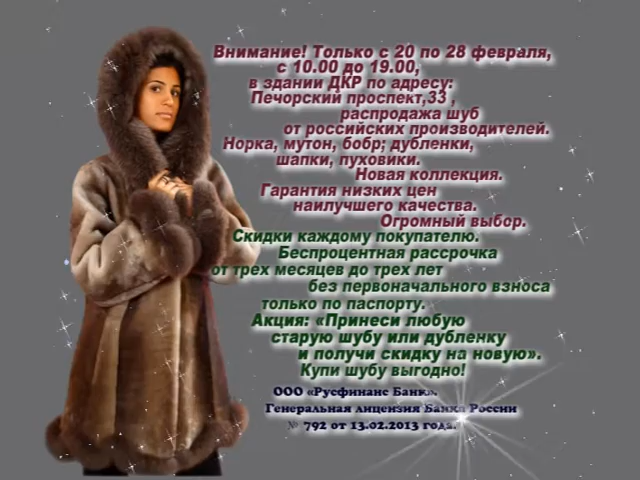 Внимание! Только с 20 по 28 февраля,
с 10.00 до 19.00,
в здании ДКР по адресу:
Печорский проспект,33 ,
распродажа шуб
от российских производителей.
Норка, мутон, бобр; дубленки,
шапки, пуховики.
Новая коллекция.
Гарантия низких цен
наилучшего качества.
Огромный выбор.
Скидки каждому покупателю.
Беспроцентная рассрочка
от трех месяцев до трех лет
без первоначального взноса
только по паспорту.
Акция: «Принеси любую
старую шубу или дубленку
и получи скидку на новую».
Купи шубу выгодно!
ООО «Русфинанс Банк».
Генеральная лицензия Банка России
№ 792 от 13.02.2013 года.